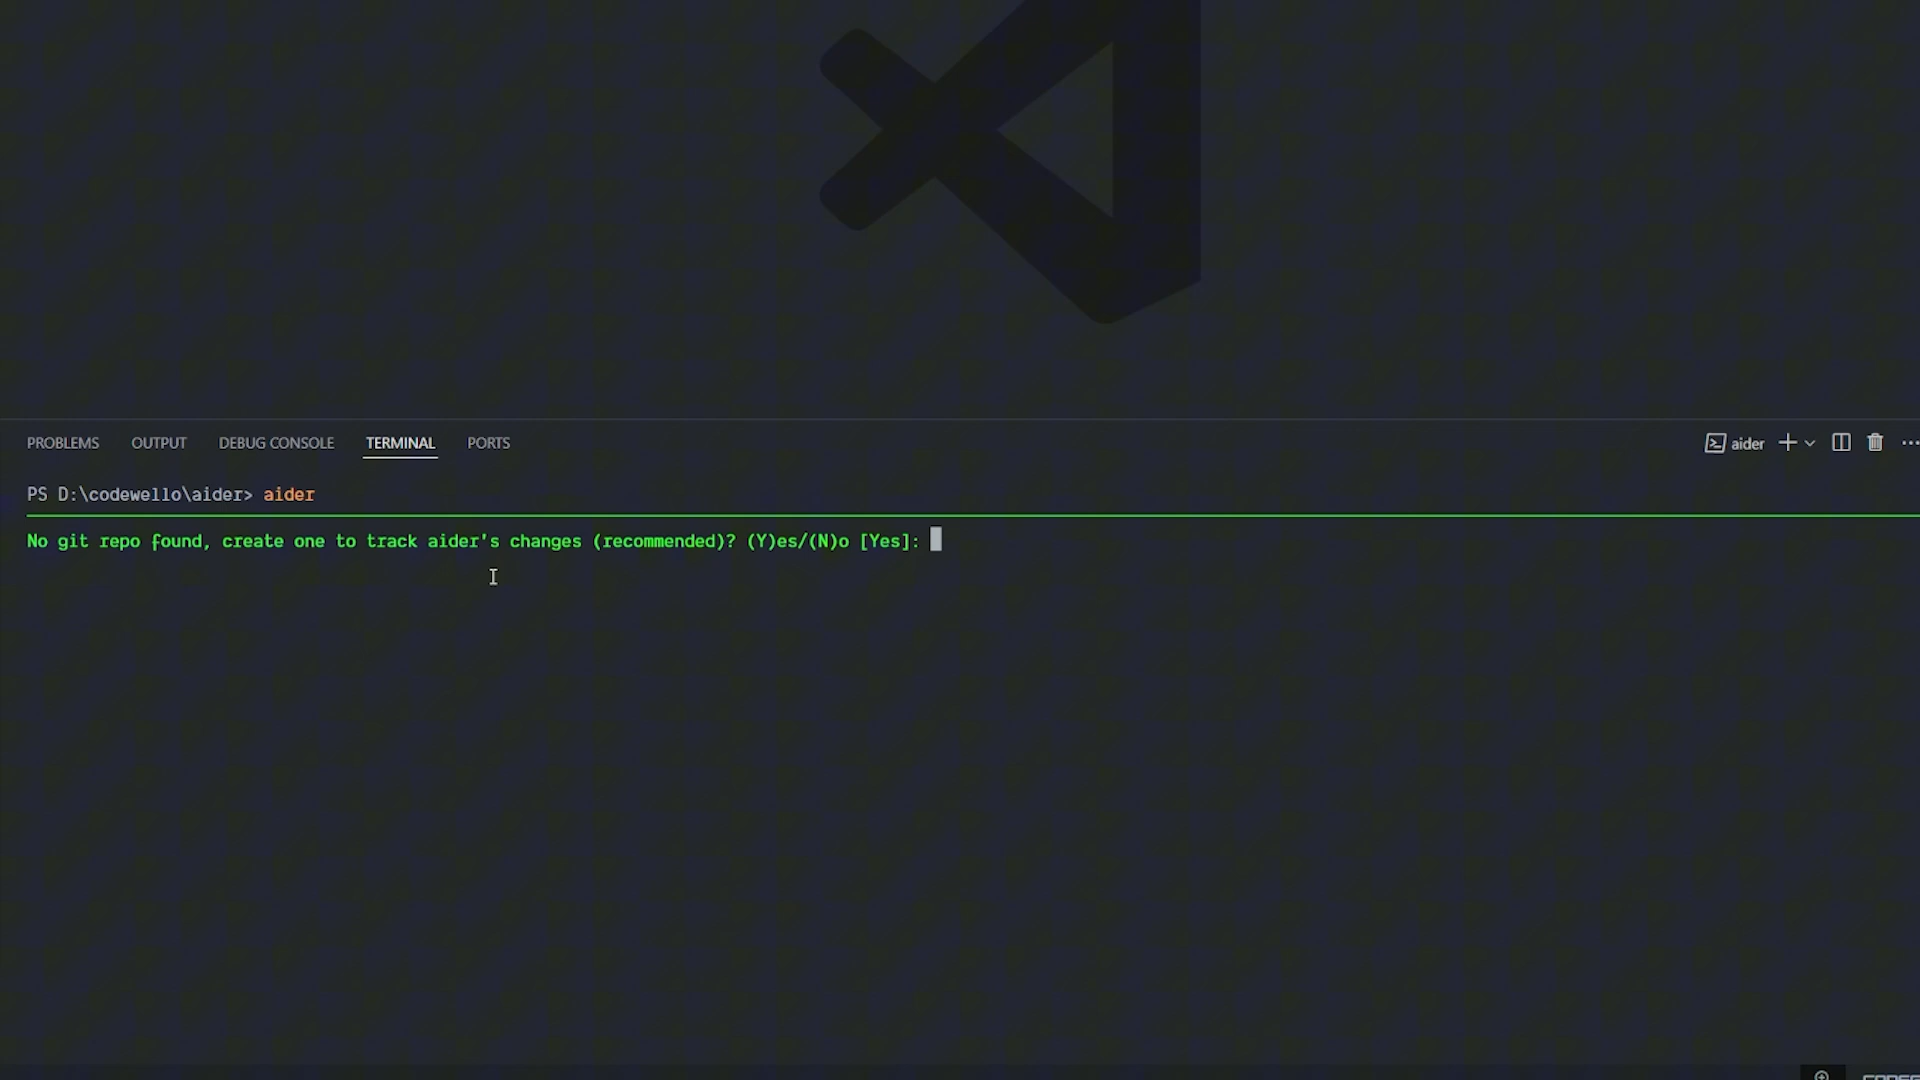 PROBLEMS OUTPUT DEBUG CONSOLE TERMINAL PORTS aider
PS D:\codewello\aider> aider
No git repo found, create one to track aider's changes (recommended)? (Y)es/(N)o [Yes]: